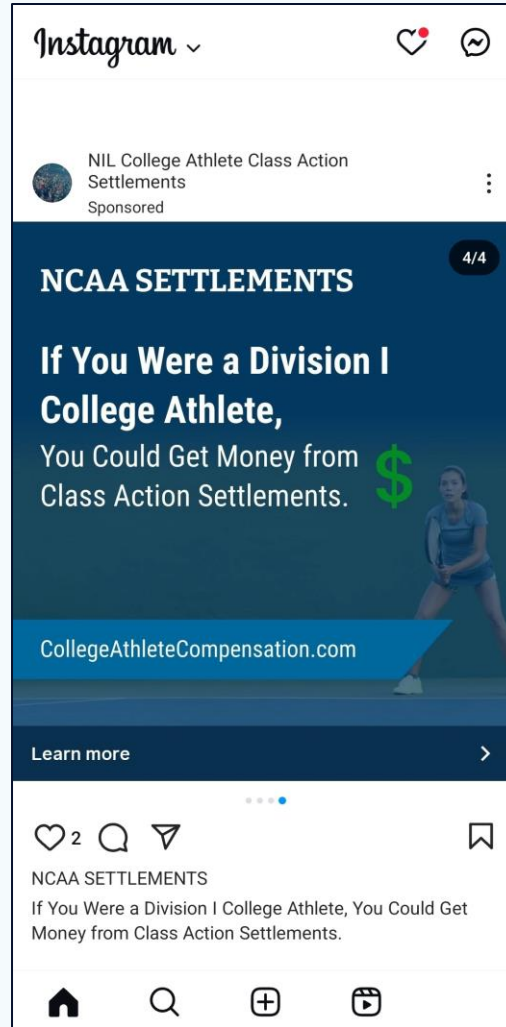 Instagram
NIL College Athlete Class Action
Settlements
Sponsored
4/4
NCAA SETTLEMENTS
If You Were a Division I
College Athlete,
You Could Get Money from
Class Action Settlements.
$
CollegeAthleteCompensation.com
Learn more
2
NCAA SETTLEMENTS
If You Were a Division I College Athlete, You Could Get
Money from Class Action Settlements.